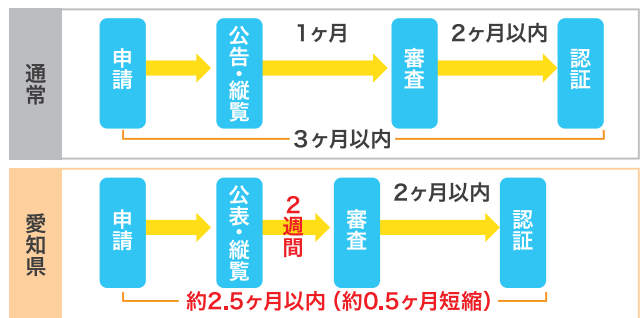 通常
申請
公告・縦覧
1ヶ月
審査
2ヶ月以内
認証
3ヶ月以内
愛知県
申請
公表・縦覧
2週間
審査
2ヶ月以内
認証
約2.5ヶ月以内（約0.5ヶ月短縮）